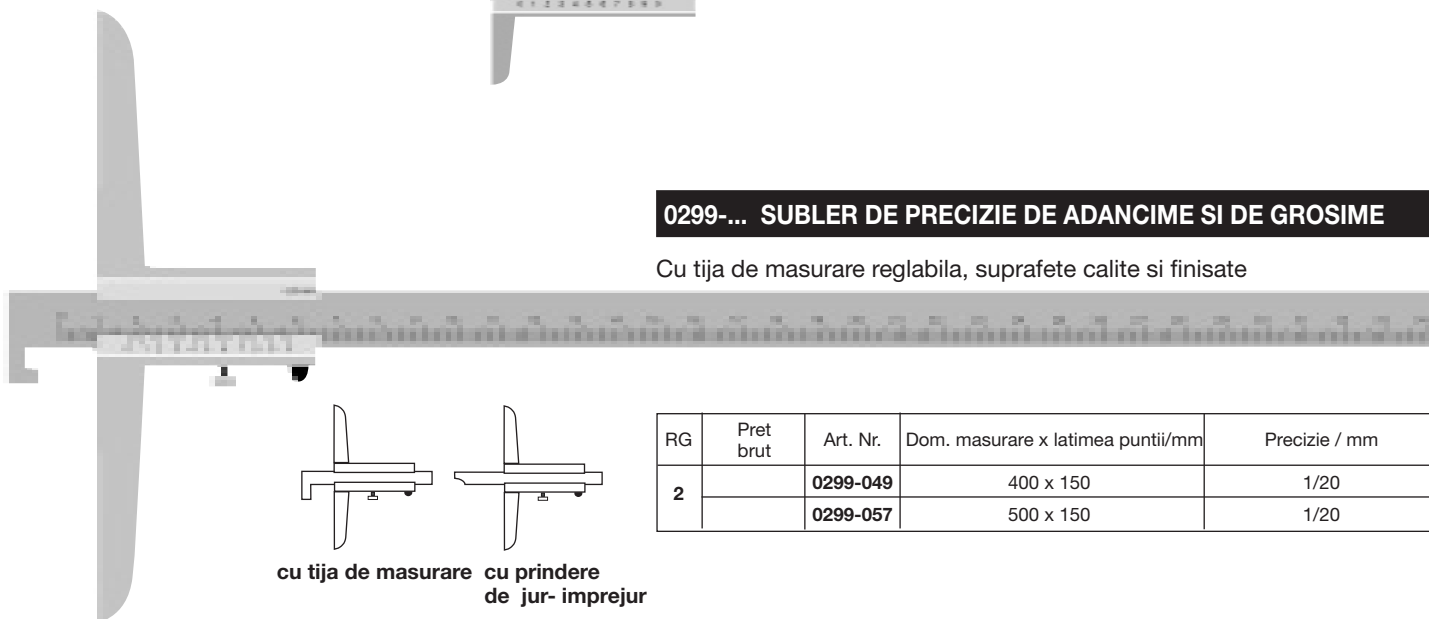 0299-... SUBLER DE PRECIZIE DE ADANCIME SI DE GROSIME
Cu tija de masurare reglabila, suprafete calite si finisate
RG Pret brut Art. Nr. Dom. masurare x latimea puntii/mm Precizie / mm
2 0299-049 400 x 150 1/20
0299-057 500 x 150 1/20
cu tija de masurare cu prindere
de jur- imprejur